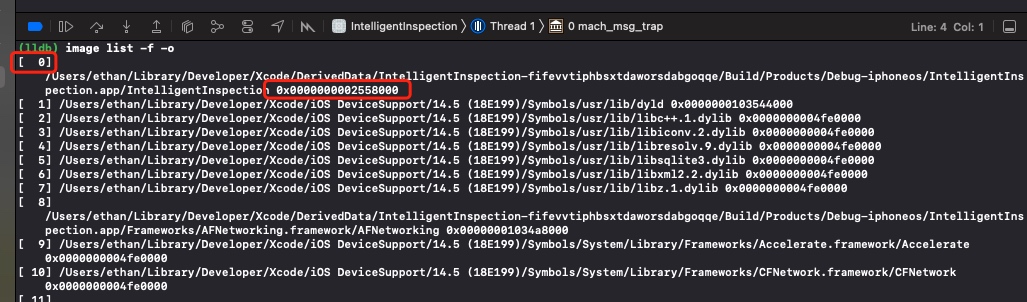 IntelligentInspection 〉 Thread 1 〉 0 mach_msg_trap
Line: 4 Col: 1
(lldb) image list -f -o
[  0]
/Users/ethan/Library/Developer/Xcode/DerivedData/IntelligentInspection-fifevvtiphbsxtdaworsdabgoqqe/Build/Products/Debug-iphoneos/IntelligentIns
pection.app/IntelligentInspection 0x0000000002558000
[  1] /Users/ethan/Library/Developer/Xcode/iOS DeviceSupport/14.5 (18E199)/Symbols/usr/lib/dyld 0x0000000103544000
[  2] /Users/ethan/Library/Developer/Xcode/iOS DeviceSupport/14.5 (18E199)/Symbols/usr/lib/libc++.1.dylib 0x0000000004fe0000
[  3] /Users/ethan/Library/Developer/Xcode/iOS DeviceSupport/14.5 (18E199)/Symbols/usr/lib/libiconv.2.dylib 0x0000000004fe0000
[  4] /Users/ethan/Library/Developer/Xcode/iOS DeviceSupport/14.5 (18E199)/Symbols/usr/lib/libresolv.9.dylib 0x0000000004fe0000
[  5] /Users/ethan/Library/Developer/Xcode/iOS DeviceSupport/14.5 (18E199)/Symbols/usr/lib/libsqlite3.dylib 0x0000000004fe0000
[  6] /Users/ethan/Library/Developer/Xcode/iOS DeviceSupport/14.5 (18E199)/Symbols/usr/lib/libxml2.2.dylib 0x0000000004fe0000
[  7] /Users/ethan/Library/Developer/Xcode/iOS DeviceSupport/14.5 (18E199)/Symbols/usr/lib/libz.1.dylib 0x0000000004fe0000
[  8]
/Users/ethan/Library/Developer/Xcode/DerivedData/IntelligentInspection-fifevvtiphbsxtdaworsdabgoqqe/Build/Products/Debug-iphoneos/IntelligentIns
pection.app/Frameworks/AFNetworking.framework/AFNetworking 0x00000001034a8000
[  9] /Users/ethan/Library/Developer/Xcode/iOS DeviceSupport/14.5 (18E199)/Symbols/System/Library/Frameworks/Accelerate.framework/Accelerate
0x0000000004fe0000
[ 10] /Users/ethan/Library/Developer/Xcode/iOS DeviceSupport/14.5 (18E199)/Symbols/System/Library/Frameworks/CFNetwork.framework/CFNetwork
0x0000000004fe0000
[ 11]